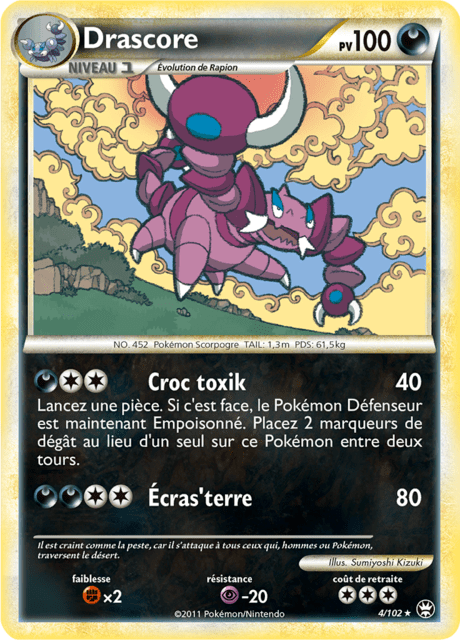 Drascore
PV100
NIVEAU 1
Évolution de Rapion
NO. 452 Pokémon Scorpogre TAIL: 1,3m PDS: 61,5kg
Croc toxik 40
Lancez une pièce. Si c'est face, le Pokémon Défenseur
est maintenant Empoisonné. Placez 2 marqueurs de
dégât au lieu d'un seul sur ce Pokémon entre deux
tours.
Écras'terre 80
Il est craint comme la peste, car il s'attaque à tous ceux qui, hommes ou Pokémon,
traversent le désert.
Illus. Sumiyoshi Kizuki
faiblesse
résistance
coût de retraite
×2
-20
©2011 Pokémon/Nintendo
4/102 ★